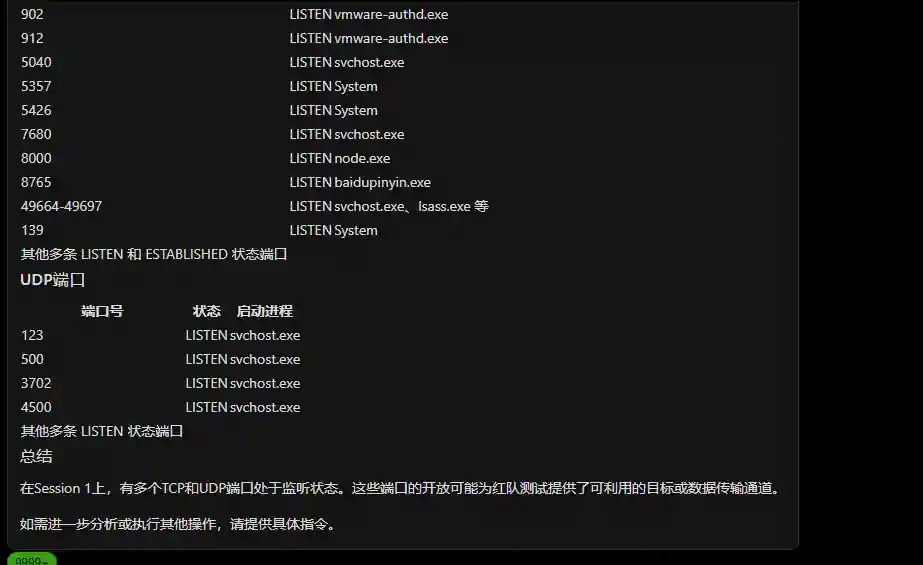 902 LISTEN vmware-authd.exe
912 LISTEN vmware-authd.exe
5040 LISTEN svchost.exe
5357 LISTEN System
5426 LISTEN System
7680 LISTEN svchost.exe
8000 LISTEN node.exe
8765 LISTEN baidupinyin.exe
49664-49697 LISTEN svchost.exe、lsass.exe 等
139 LISTEN System
其他多条 LISTEN 和 ESTABLISHED 状态端口
UDP端口
端口号 状态 启动进程
123 LISTEN svchost.exe
500 LISTEN svchost.exe
3702 LISTEN svchost.exe
4500 LISTEN svchost.exe
其他多条 LISTEN 状态端口
总结
在Session 1上，有多个TCP和UDP端口处于监听状态。这些端口的开放可能为红队测试提供了可利用的目标或数据传输通道。
如需进一步分析或执行其他操作，请提供具体指令。